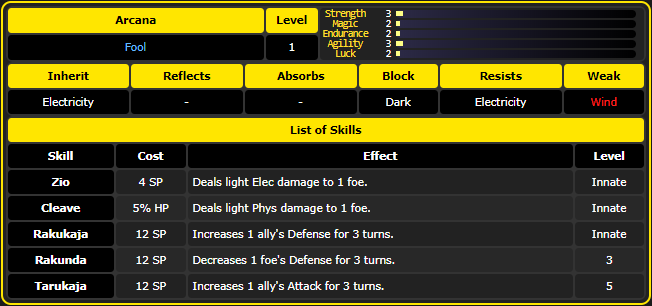 Arcana Level
Fool 1
Strength 3
Magic 2
Endurance 2
Agility 3
Luck 2
Inherit Reflects Absorbs Block Resists Weak
Electricity - - Dark Electricity Wind
List of Skills
Skill Cost Effect Level
Zio 4 SP Deals light Elec damage to 1 foe. Innate
Cleave 5% HP Deals light Phys damage to 1 foe. Innate
Rakukaja 12 SP Increases 1 ally's Defense for 3 turns. Innate
Rakunda 12 SP Decreases 1 foe's Defense for 3 turns. 3
Tarukaja 12 SP Increases 1 ally's Attack for 3 turns. 5